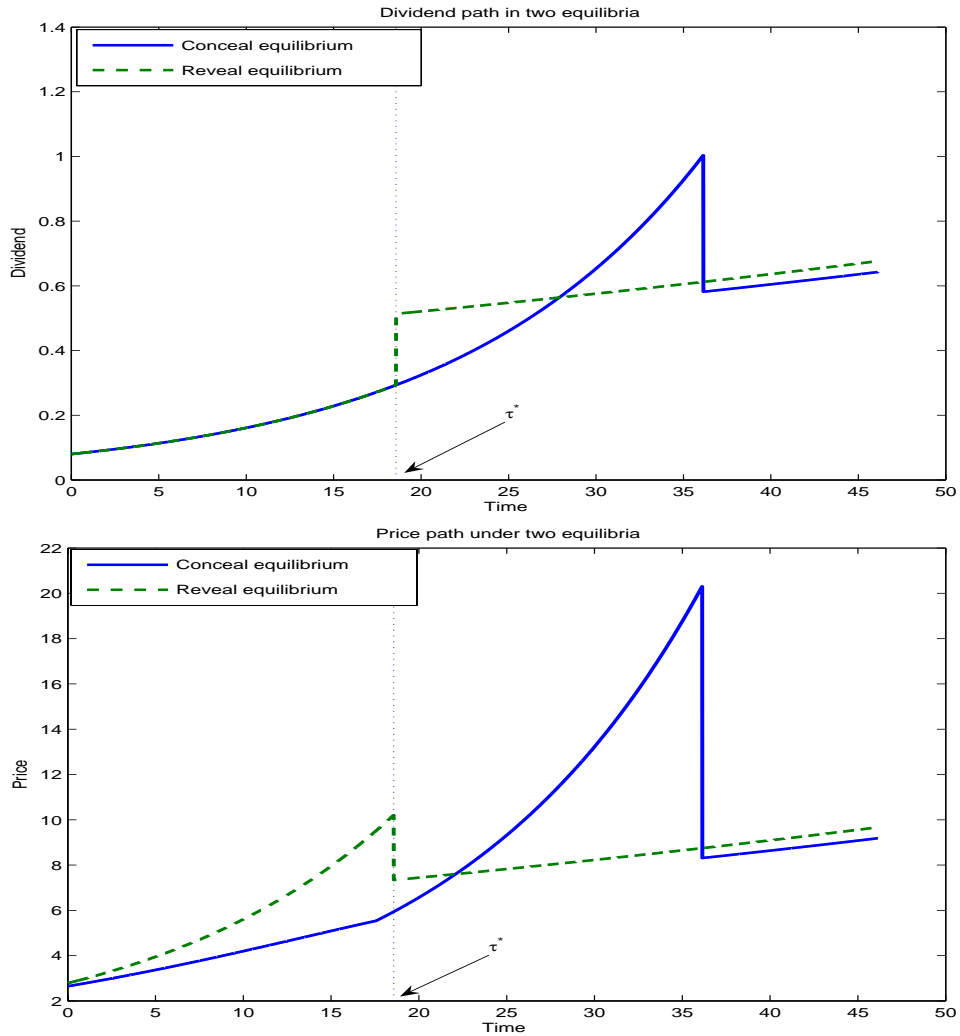 Dividend path in two equilibria
1.4
Conceal equilibrium
Reveal equilibrium
1.2
1
0.8
0.6
0.4
0.2
0
Dividend
τ*
0 5 10 15 20 25 30 35 40 45 50
Time
Price path under two equilibria
22
Conceal equilibrium
Reveal equilibrium
20
18
16
14
12
10
8
6
4
2
Price
τ*
0 5 10 15 20 25 30 35 40 45 50
Time